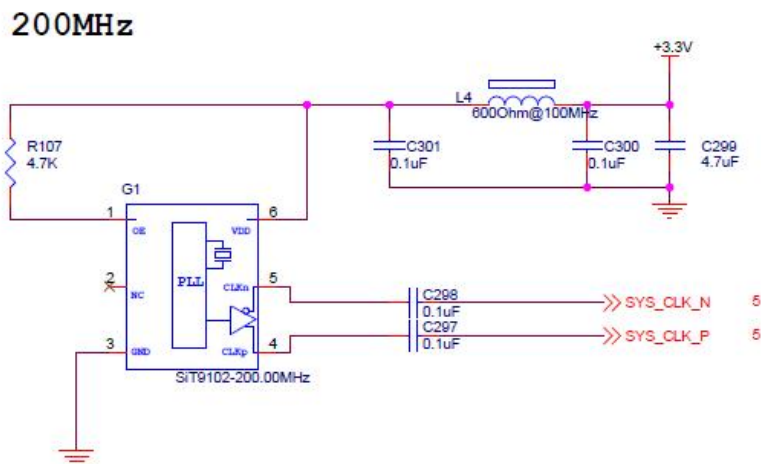 200MHz
+3.3V
L4
600Ohm@100MHz
R107
4.7K
C301
0.1uF
C300
0.1uF
C299
4.7uF
G1
1
OE
VDD
6
2
NC
PLL
CLKn
5
C298
0.1uF
SYS_CLK_N
5
3
GND
CLKp
4
C297
0.1uF
SYS_CLK_P
5
SiT9102-200.00MHz